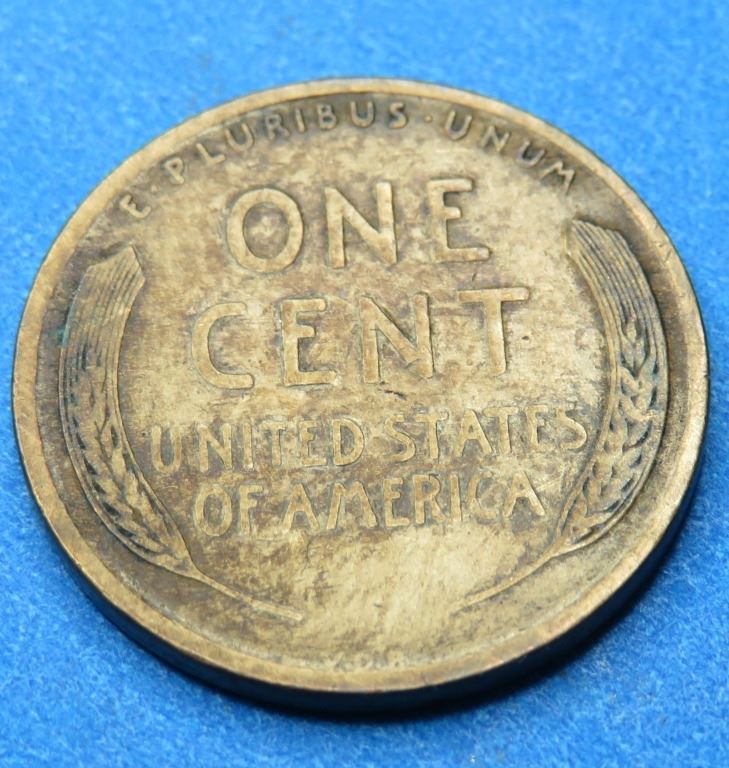 E·PLURIBUS·UNUM
ONE
CENT
UNITED STATES
OF AMERICA